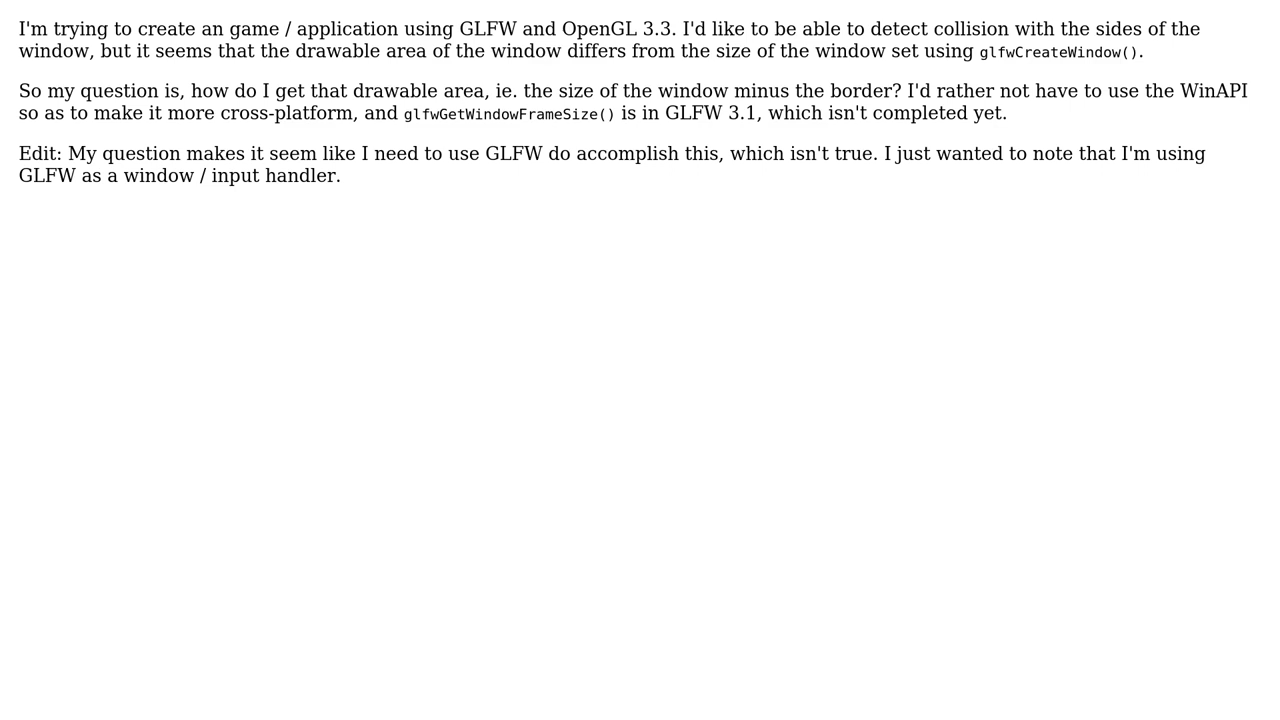 I'm trying to create an game / application using GLFW and OpenGL 3.3. I'd like to be able to detect collision with the sides of the
window, but it seems that the drawable area of the window differs from the size of the window set using glfwCreateWindow().
So my question is, how do I get that drawable area, ie. the size of the window minus the border? I'd rather not have to use the WinAPI
so as to make it more cross-platform, and glfwGetWindowFrameSize() is in GLFW 3.1, which isn't completed yet.
Edit: My question makes it seem like I need to use GLFW do accomplish this, which isn't true. I just wanted to note that I'm using
GLFW as a window / input handler.